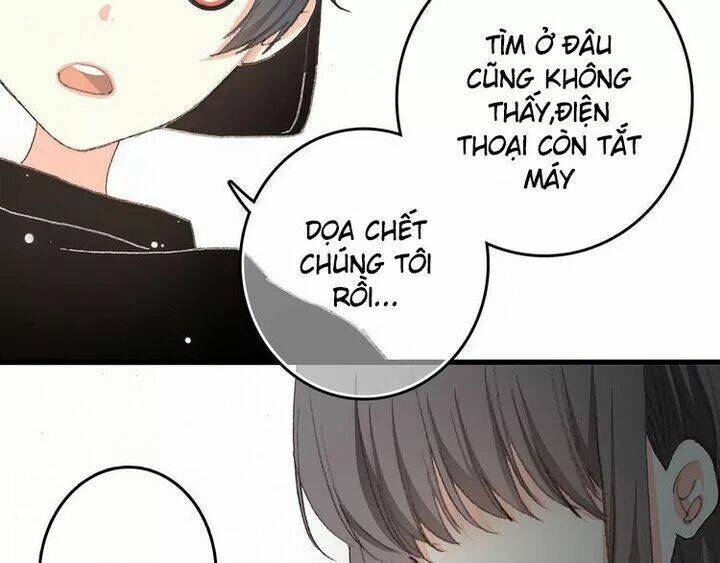 TÌM Ở ĐÂU
CŨNG KHÔNG
THẤY,ĐIỆN
THOẠI CÒN TẮT
MÁY
DỌA CHẾT
CHÚNG TÔI
RỒI...